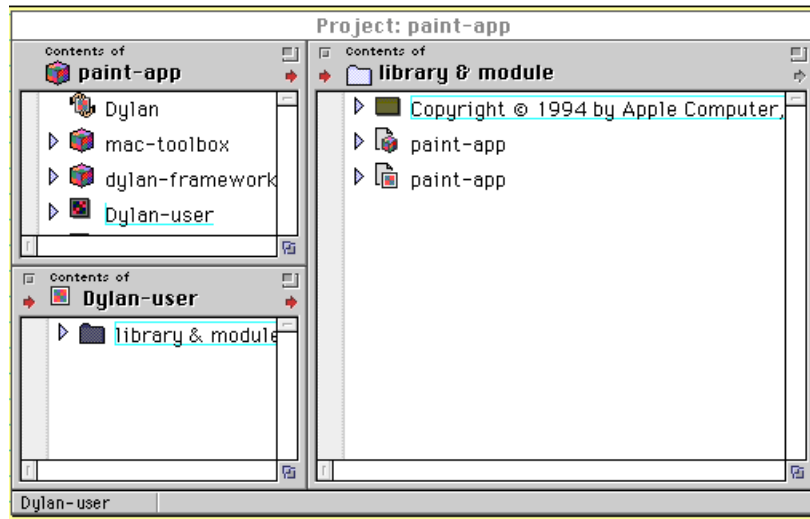 Project: paint-app
Contents of
paint-app
Dylan
mac-toolbox
dylan-framework
Dylan-user
Contents of
Dylan-user
library & module
Contents of
library & module
Copyright © 1994 by Apple Computer,
paint-app
paint-app
Dylan-user